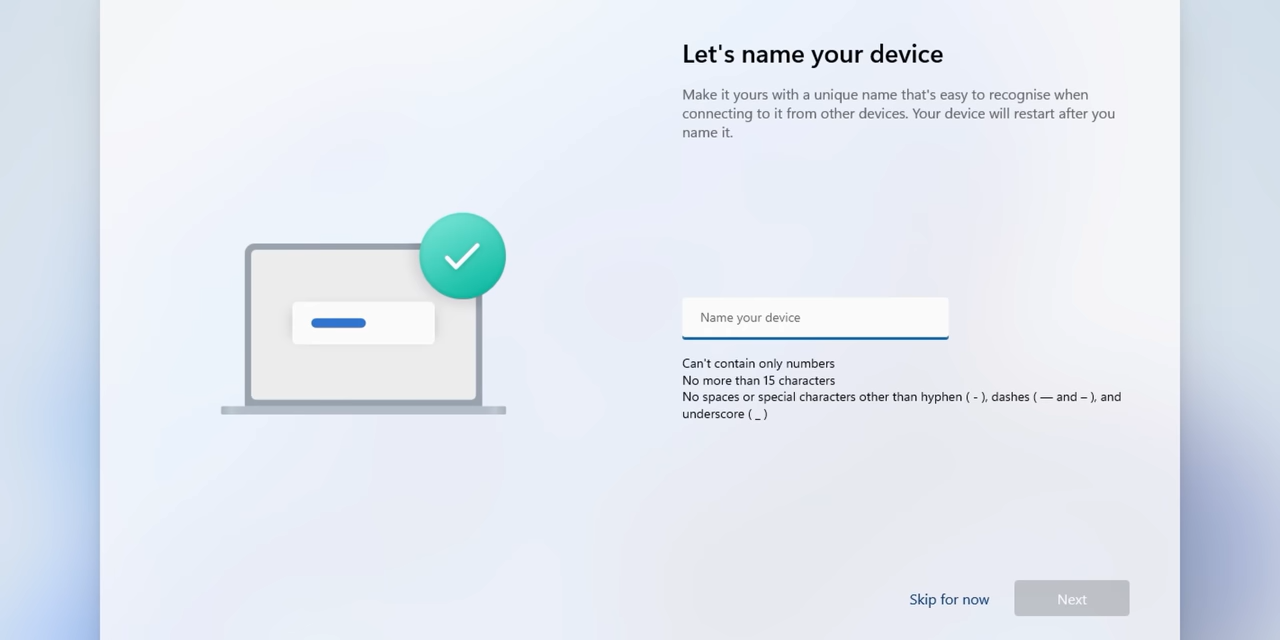 Let's name your device
Make it yours with a unique name that's easy to recognise when
connecting to it from other devices. Your device will restart after you
name it.
Name your device
Can't contain only numbers
No more than 15 characters
No spaces or special characters other than hyphen ( - ), dashes ( — and – ), and
underscore ( _ )
Skip for now
Next